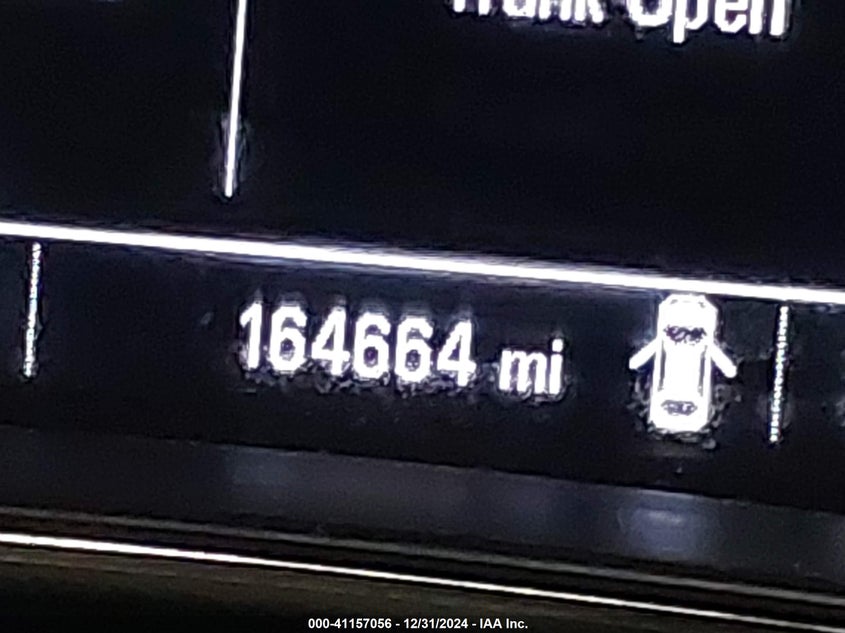 Trunk Open
164664 mi
000-41157056 - 12/31/2024 - IAA Inc.